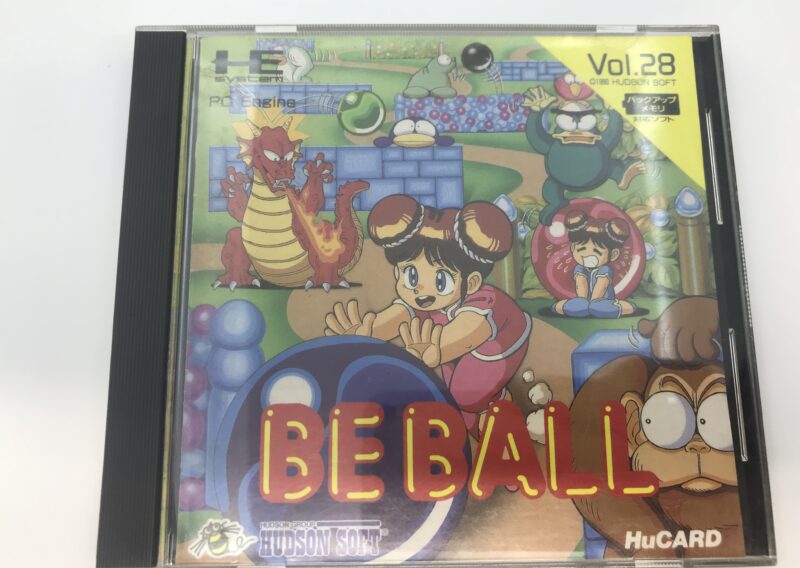 HE
system
PC Engine
Vol.28
©1990 HUDSON SOFT
バックアップ
メモリ
対応ソフト
BE BALL
HUDSON GROUP
HUDSON SOFT®
HuCARD